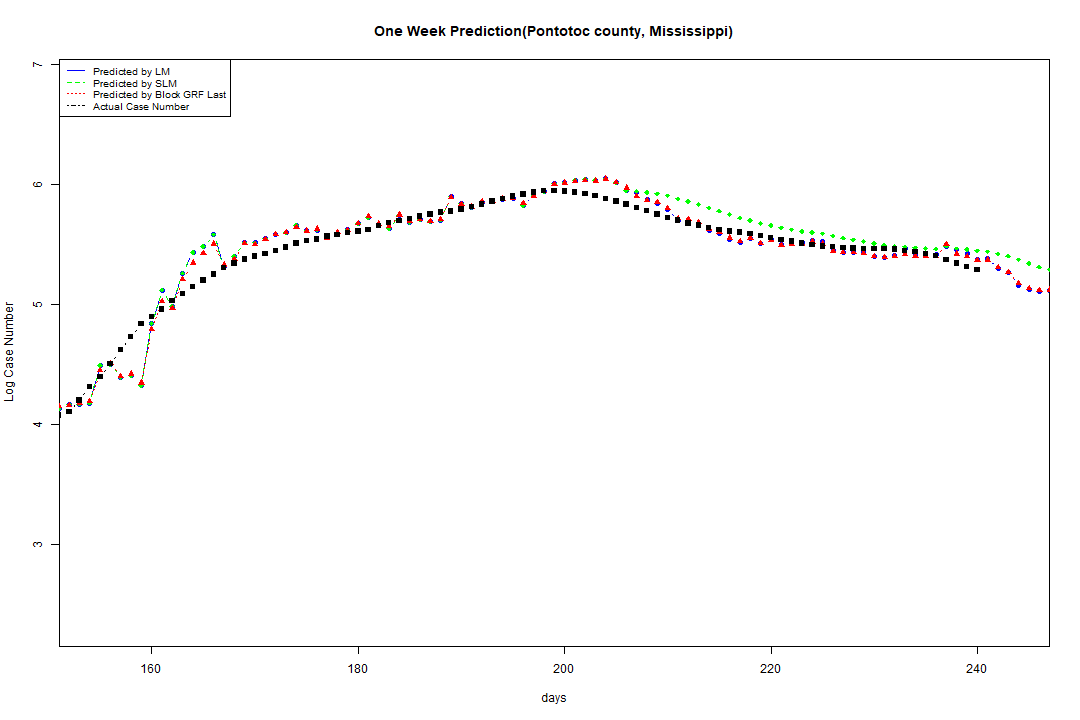 One Week Prediction(Pontotoc county, Mississippi)
Predicted by LM
Predicted by SLM
Predicted by Block GRF Last
Actual Case Number
7
6
5
4
3
Log Case Number
160 180 200 220 240
days